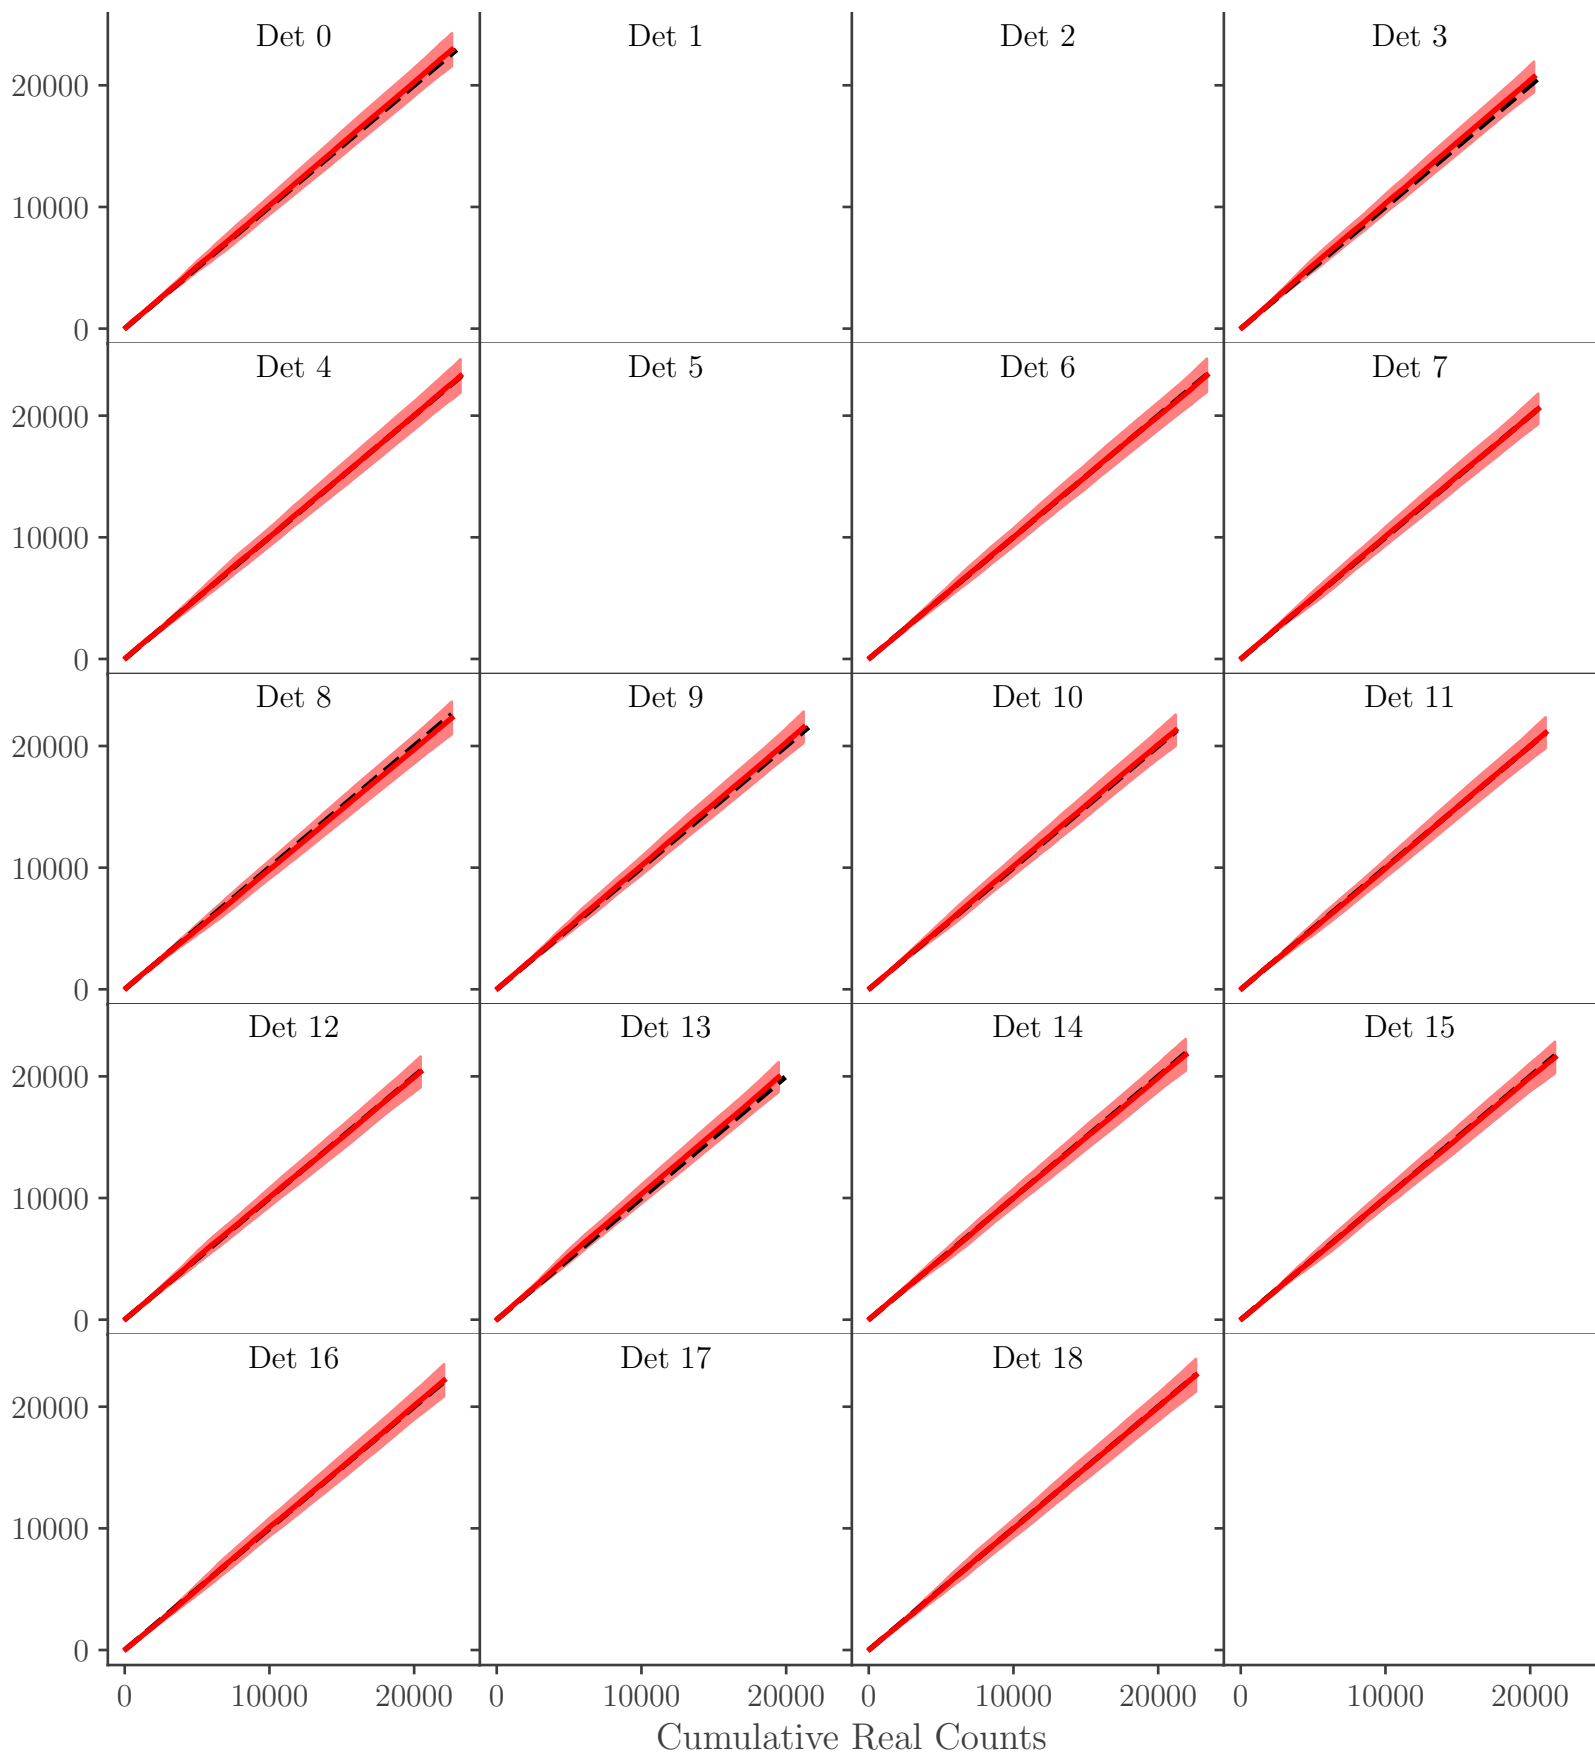 Det 0 Det 1 Det 2 Det 3
20000
10000
0
Det 4 Det 5 Det 6 Det 7
20000
10000
0
Det 8 Det 9 Det 10 Det 11
20000
10000
0
Det 12 Det 13 Det 14 Det 15
20000
10000
0
Det 16 Det 17 Det 18
20000
10000
0
0 10000 20000 0 10000 20000 0 10000 20000 0 10000 20000
Cumulative Real Counts